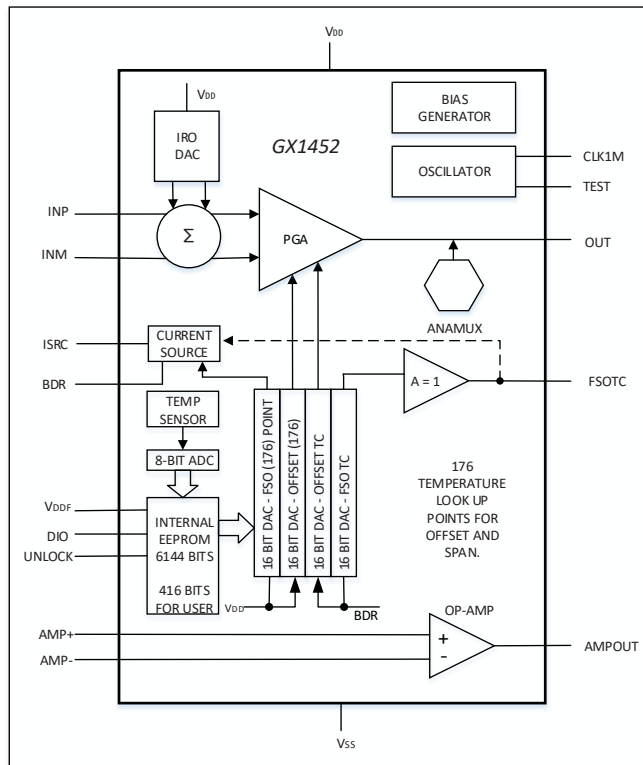 VDD
VDD
BIAS
GENERATOR
IRO
DAC
GX1452
OSCILLATOR
CLK1M
TEST
INP
INM
Σ
PGA
OUT
ANAMUX
ISRC
BDR
CURRENT
SOURCE
A = 1
FSOTC
TEMP
SENSOR
8-BIT ADC
16 BIT DAC - FSO (176) POINT
16 BIT DAC - OFFSET (176)
16 BIT DAC - OFFSET TC
16 BIT DAC - FSO TC
176
TEMPERATURE
LOOK UP
POINTS FOR
OFFSET AND
SPAN.
VDDF
DIO
UNLOCK
INTERNAL
EEPROM
6144 BITS
416 BITS
FOR USER
VDD
BDR
OP-AMP
AMP+
AMP-
+
-
AMPOUT
VSS